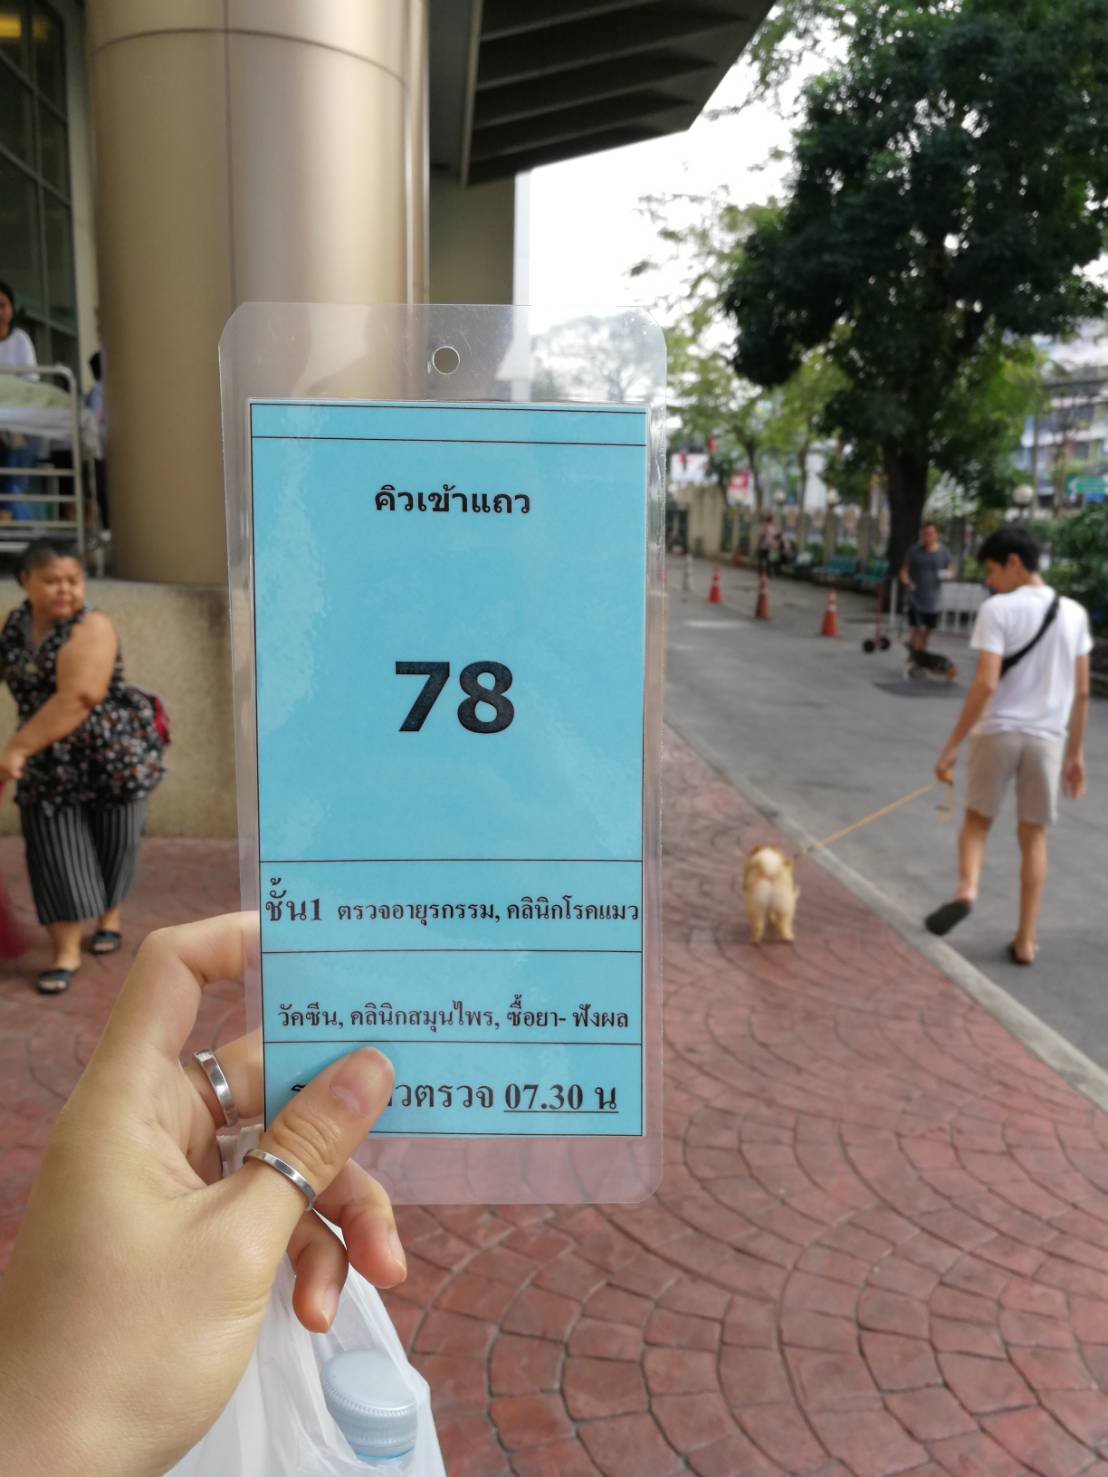 คิวเข้าแถว
78
ชั้น1 ตรวจอายุรกรรม, คลินิกโรคแมว
วัคซีน, คลินิกสมุนไพร, ซื้อยา- ฟังผล
ตรวจ 07.30 น